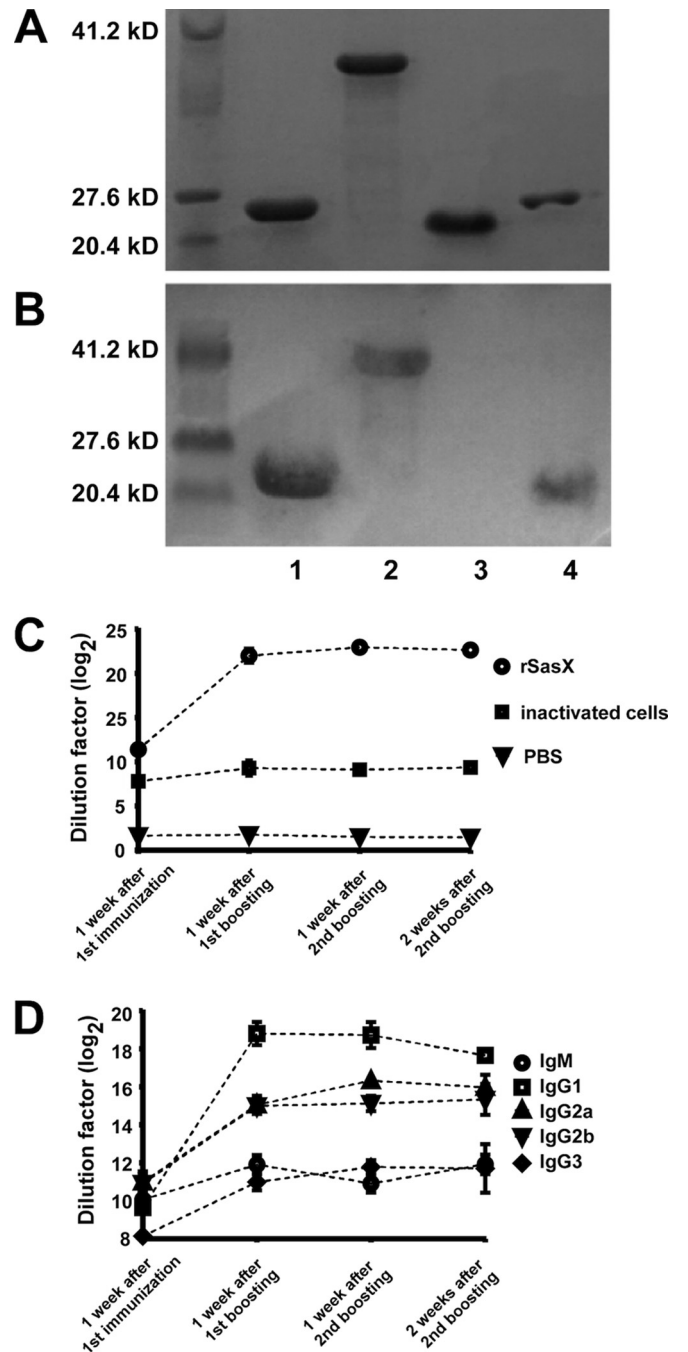 A
41.2 kD
27.6 kD
20.4 kD
B
41.2 kD
27.6 kD
20.4 kD
1 2 3 4
C
Dilution factor (log2)
25
22
25
10
5
0
rSasX
inactivated cells
PBS
1 week after
1st immunization
1 week after
1st boosting
1 week after
2nd boosting
2 weeks after
2nd boosting
D
Dilution factor (log2)
20
18
16
14
12
10
8
IgM
IgG1
IgG2a
IgG2b
IgG3
1 week after
1st immunization
1 week after
1st boosting
1 week after
2nd boosting
2 weeks after
2nd boosting